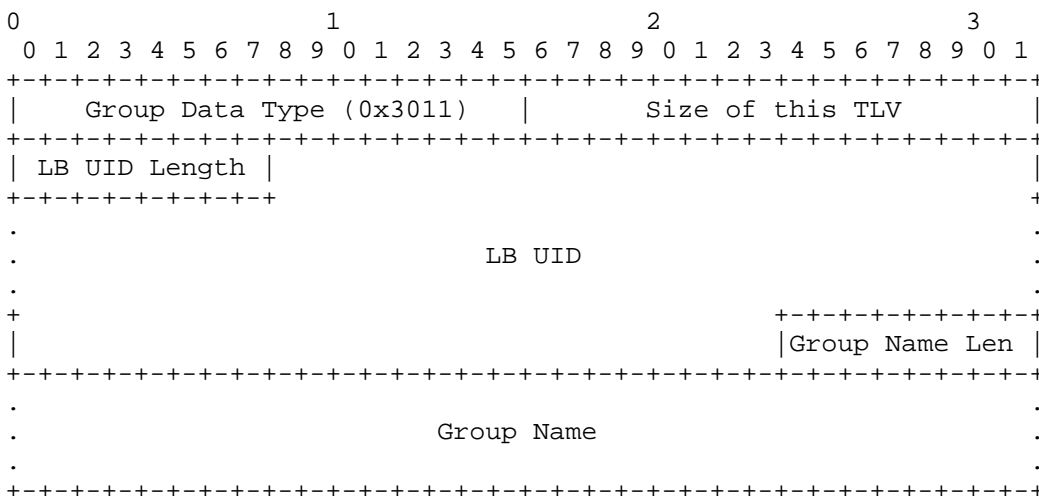 0                   1                   2                   3
 0 1 2 3 4 5 6 7 8 9 0 1 2 3 4 5 6 7 8 9 0 1 2 3 4 5 6 7 8 9 0 1
+-+-+-+-+-+-+-+-+-+-+-+-+-+-+-+-+-+-+-+-+-+-+-+-+-+-+-+-+-+-+-+-+
|    Group Data Type (0x3011)   |       Size of this TLV        |
+-+-+-+-+-+-+-+-+-+-+-+-+-+-+-+-+-+-+-+-+-+-+-+-+-+-+-+-+-+-+-+-+
| LB UID Length |                                               |
+-+-+-+-+-+-+-+-+                                               +
.                                                               .
.                             LB UID                            .
.                                                               .
+                                               +-+-+-+-+-+-+-+-+
|                                               |Group Name Len |
+-+-+-+-+-+-+-+-+-+-+-+-+-+-+-+-+-+-+-+-+-+-+-+-+-+-+-+-+-+-+-+-+
.                                                               .
.                          Group Name                           .
.                                                               .
+-+-+-+-+-+-+-+-+-+-+-+-+-+-+-+-+-+-+-+-+-+-+-+-+-+-+-+-+-+-+-+-+